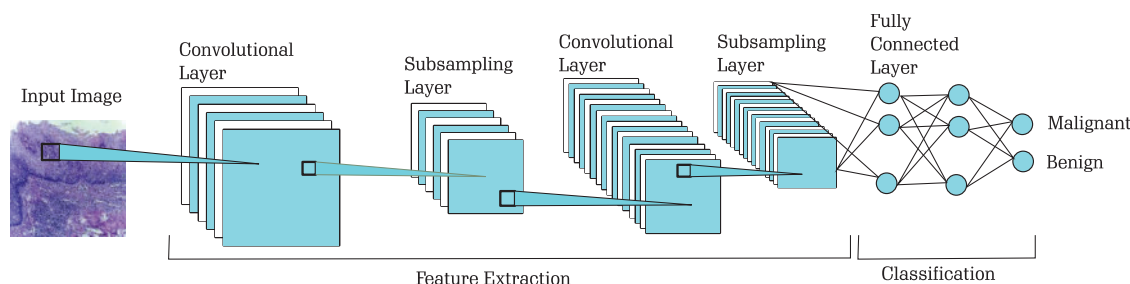 Input Image
Convolutional
Layer
Subsampling
Layer
Convolutional
Layer
Subsampling
Layer
Fully
Connected
Layer
Malignant
Benign
Feature Extraction
Classification